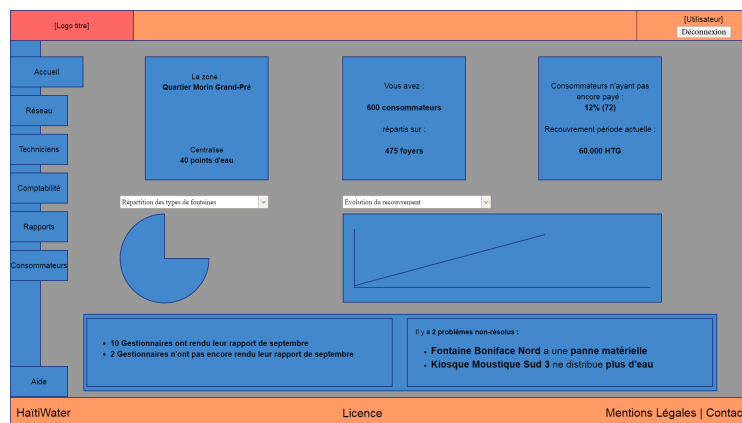 [Logo titre]
[Utilisateur]
Déconnexion
Accueil
Réseau
Techniciens
Comptabilité
Rapports
Consommateurs
Aide
La zone :
Quartier Morin Grand-Pré
Centralise
40 points d'eau
Vous avez :
600 consommateurs
répartis sur :
475 foyers
Consommateurs n'ayant pas
encore payé :
12% (72)
Recouvrement période actuelle :
60.000 HTG
Répartition des types de fontaines
Évolution du recouvrement
10 Gestionnaires ont rendu leur rapport de septembre
2 Gestionnaires n'ont pas encore rendu leur rapport de septembre
Il y a 2 problèmes non-résolus :
Fontaine Boniface Nord a une panne matérielle
Kiosque Moustique Sud 3 ne distribue plus d'eau
HaïtiWater
Licence
Mentions Légales | Contac